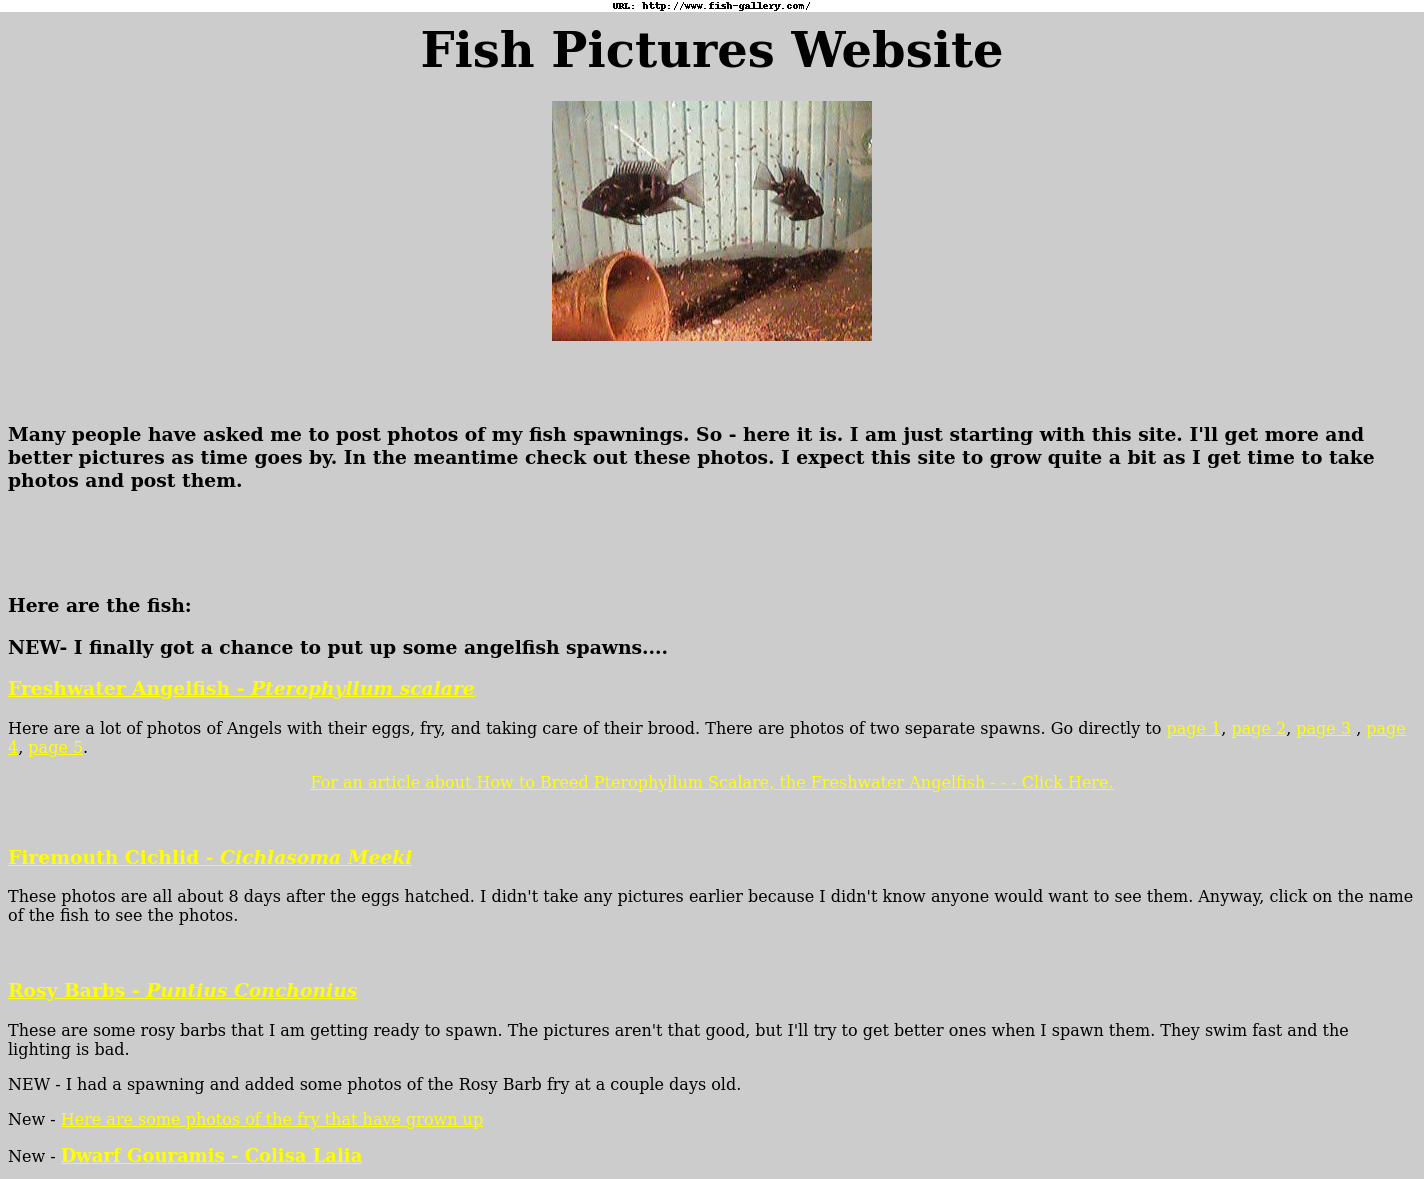 URL: http://www.fish-gallery.com/
Fish Pictures Website
Many people have asked me to post photos of my fish spawnings. So - here it is. I am just starting with this site. I'll get more and
better pictures as time goes by. In the meantime check out these photos. I expect this site to grow quite a bit as I get time to take
photos and post them.
Here are the fish:
NEW- I finally got a chance to put up some angelfish spawns....
Freshwater Angelfish - Pterophyllum scalare
Here are a lot of photos of Angels with their eggs, fry, and taking care of their brood. There are photos of two separate spawns. Go directly to page 1, page 2, page 3 , page
4, page 5.
For an article about How to Breed Pterophyllum Scalare, the Freshwater Angelfish - - - Click Here.
Firemouth Cichlid - Cichlasoma Meeki
These photos are all about 8 days after the eggs hatched. I didn't take any pictures earlier because I didn't know anyone would want to see them. Anyway, click on the name
of the fish to see the photos.
Rosy Barbs - Puntius Conchonius
These are some rosy barbs that I am getting ready to spawn. The pictures aren't that good, but I'll try to get better ones when I spawn them. They swim fast and the
lighting is bad.
NEW - I had a spawning and added some photos of the Rosy Barb fry at a couple days old.
New - Here are some photos of the fry that have grown up
New - Dwarf Gouramis - Colisa Lalia